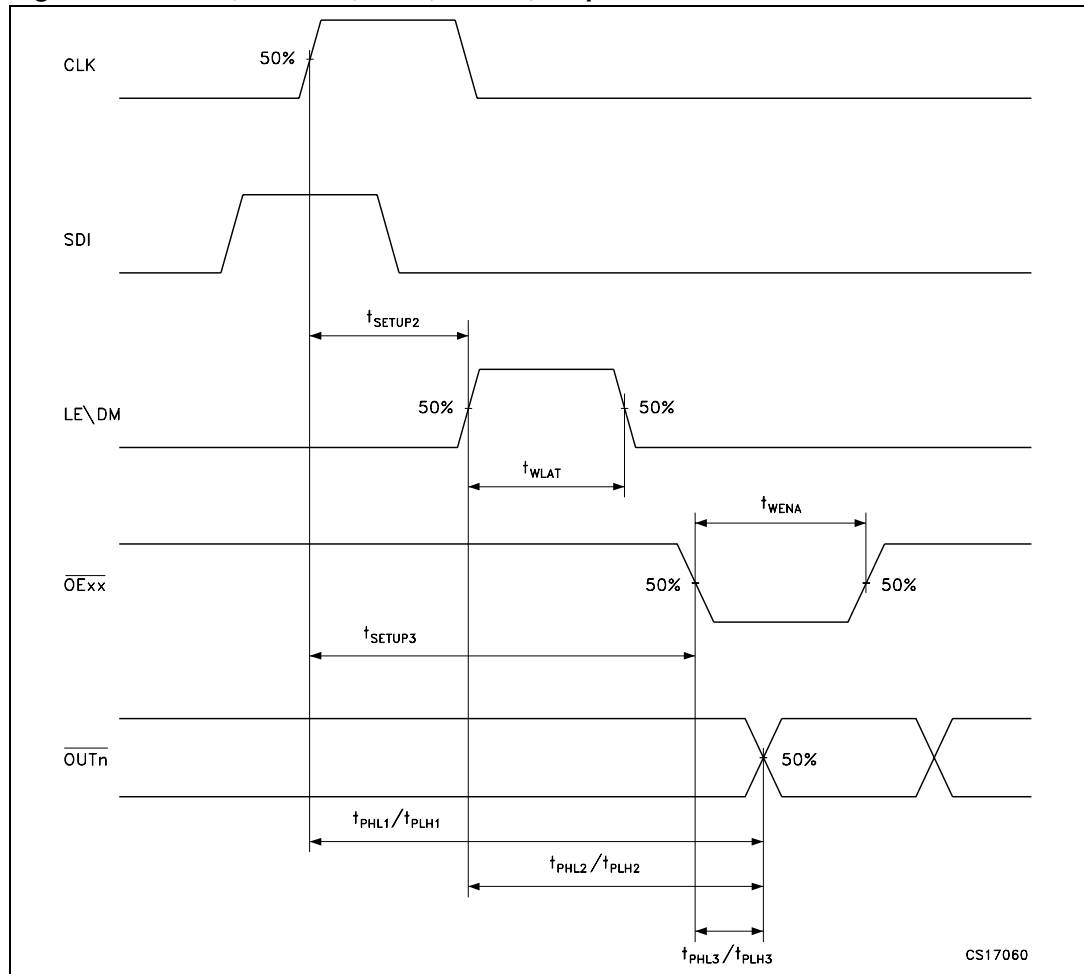 CLK
50%
SDI
tSETUP2
LE\DM
50%
50%
tWLAT
tWENA
OExx
50%
50%
tSETUP3
OUTn
50%
tPHL1/tPLH1
tPHL2/tPLH2
tPHL3/tPLH3
CS17060